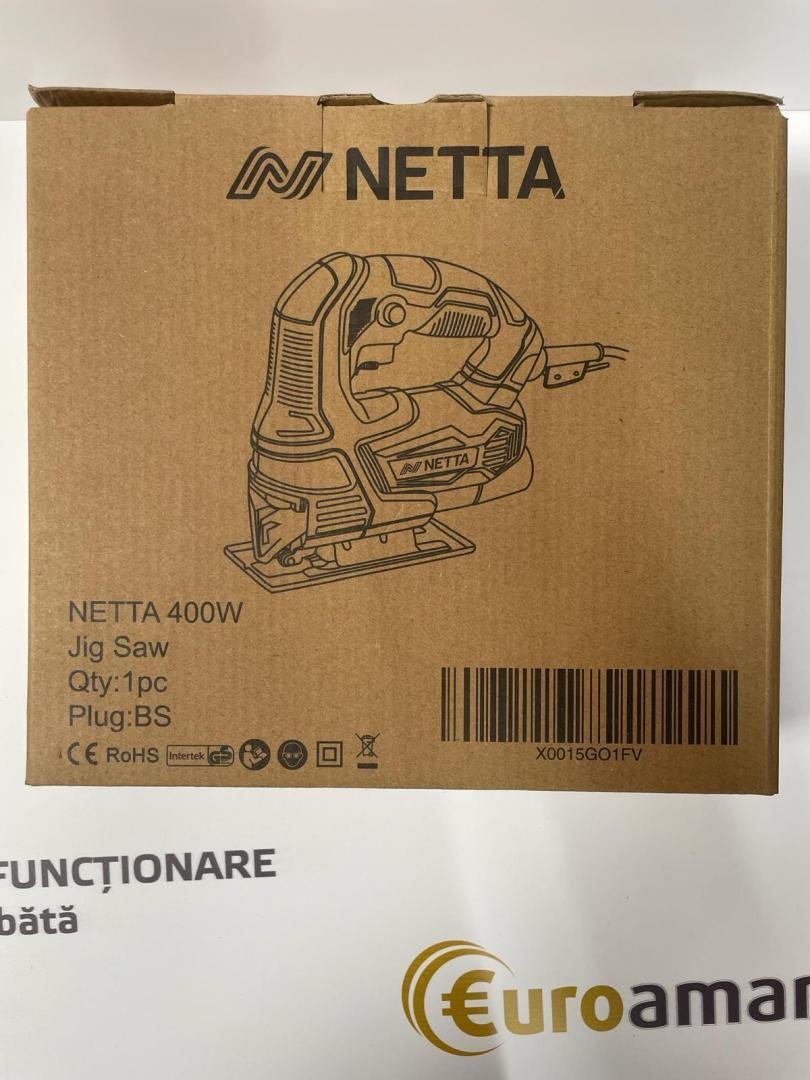 NETTA
NETTA
NETTA 400W
Jig Saw
Qty:1pc
Plug:BS
CE RoHS Intertek GS
X0015GO1FV
FUNCȚIONARE
bătă
€uroamar